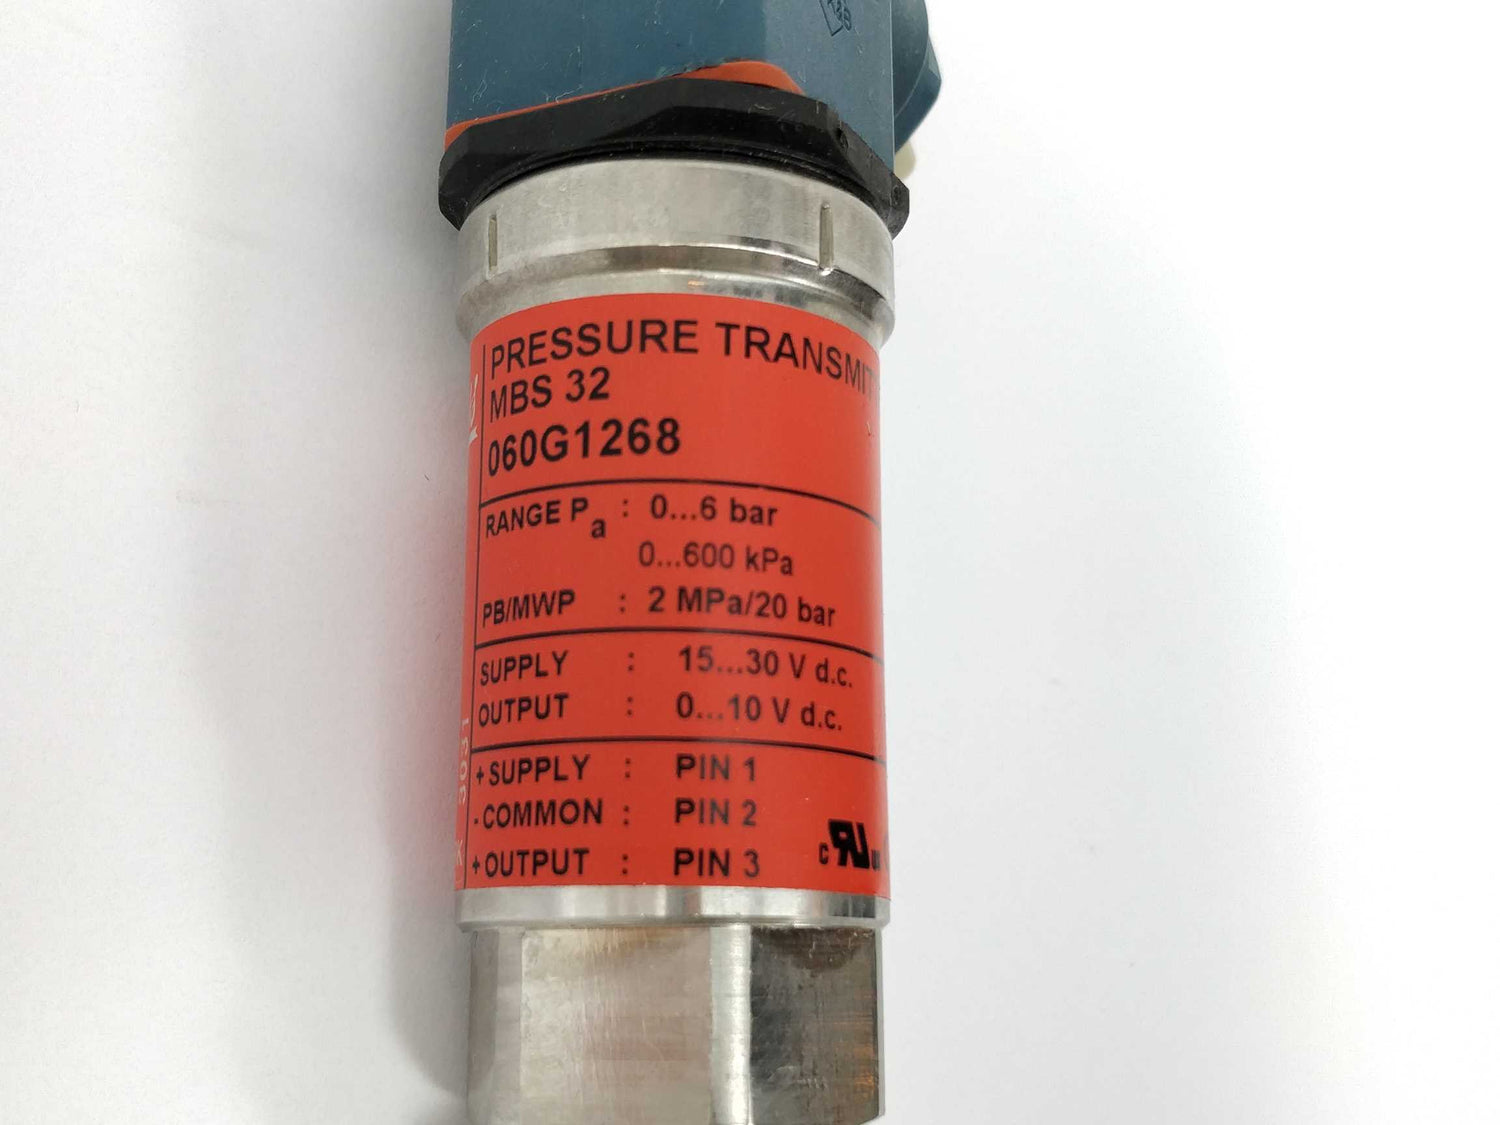 PRESSURE
MBS 32
060G1268
RANGE Pa : 0...6 bar
0...600 kPa
PB/MWP : 2 MPa/20 bar
SUPPLY : 15...30 V d.c.
OUTPUT : 0...10 V d.c.
+ SUPPLY : PIN 1
- COMMON : PIN 2
+ OUTPUT : PIN 3
3031